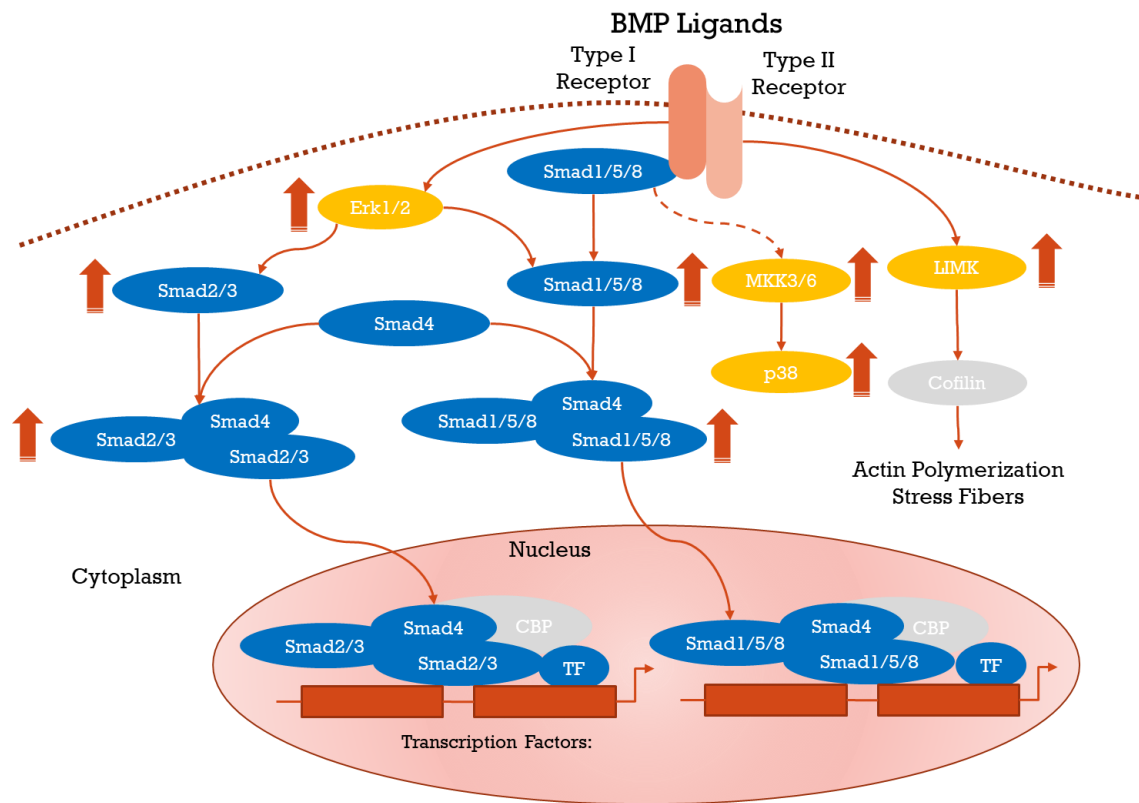 BMP Ligands
Type I
Receptor
Type II
Receptor
Smad1/5/8
Erk1/2
LIMK
Smad2/3
Smad1/5/8
MKK3/6
Smad4
p38
Cofilin
Smad4
Smad2/3
Smad2/3
Smad4
Smad1/5/8
Smad1/5/8
Actin Polymerization
Stress Fibers
Nucleus
Cytoplasm
Smad4
CBP
Smad2/3
Smad2/3
TF
Smad4
CBP
Smad1/5/8
Smad1/5/8
TF
Transcription Factors: